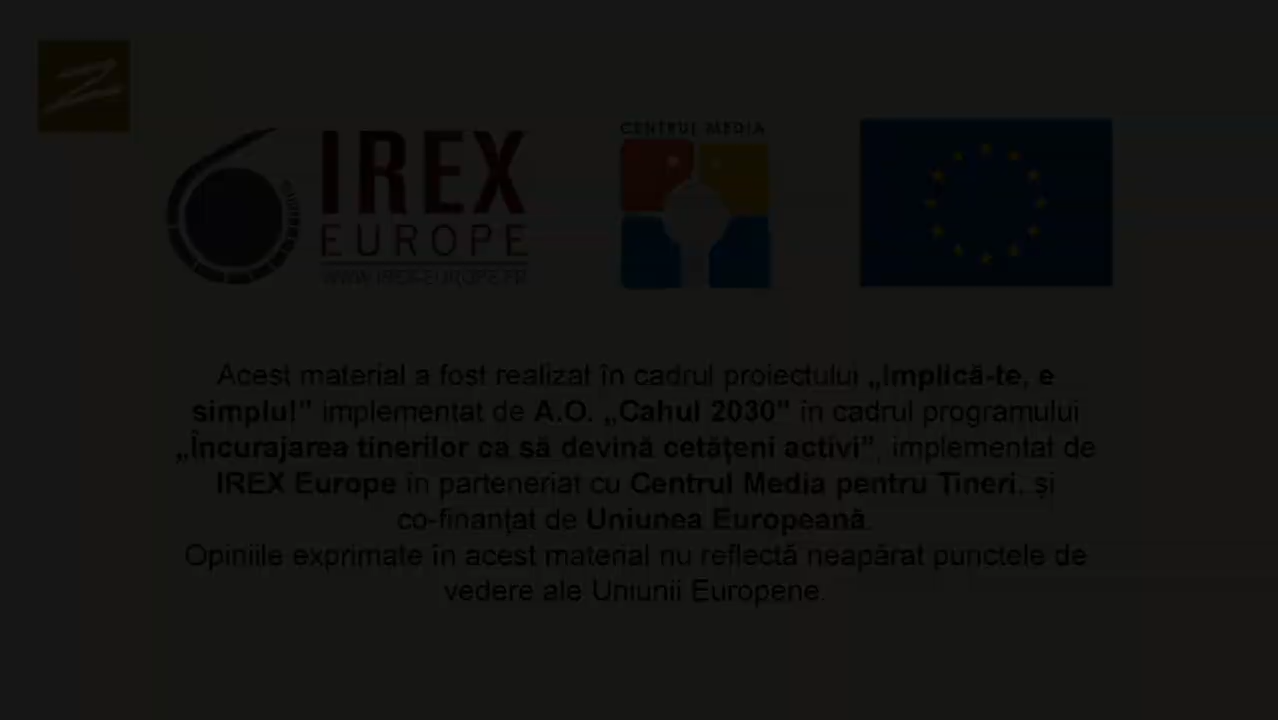 CENTRUL MEDIA
IREX
EUROPE
WWW.IREX-EUROPE.FR
Acest material a fost realizat în cadrul proiectului „Implică-te, e
simplu!” implementat de A.O. „Cahul 2030” în cadrul programului
„Încurajarea tinerilor ca să devină cetățeni activi”, implementat de
IREX Europe în parteneriat cu Centrul Media pentru Tineri, și
co-finanțat de Uniunea Europeană.
Opiniile exprimate în acest material nu reflectă neapărat punctele de
vedere ale Uniunii Europene.